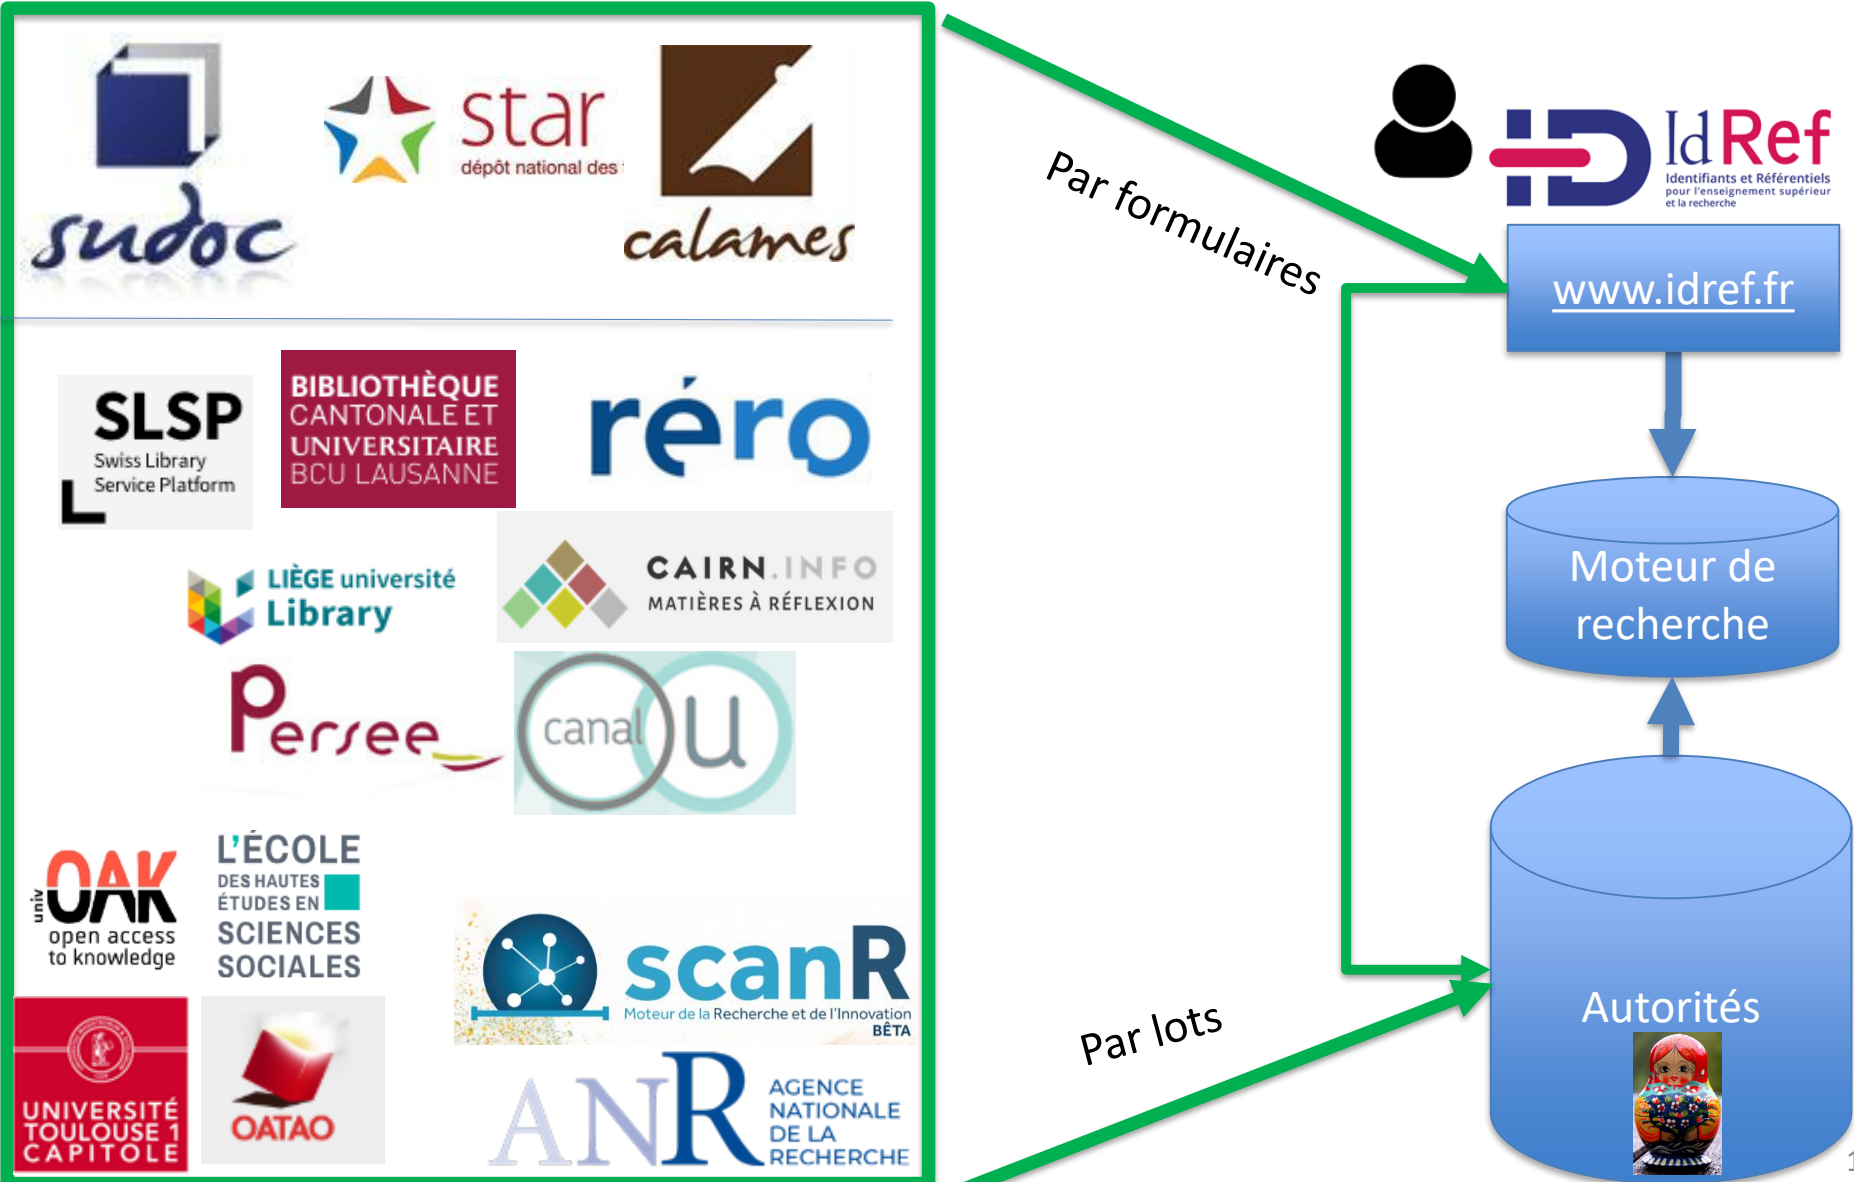 sudoc
star
dépôt national des
calames
SLSP
Swiss Library
Service Platform
BIBLIOTHÈQUE
CANTONALE ET
UNIVERSITAIRE
BCU LAUSANNE
réro
LIÈGE université
Library
CAIRN.INFO
MATIÈRES À RÉFLEXION
Persee
canal u
univ
OAK
open access
to knowledge
L'ÉCOLE
DES HAUTES
ÉTUDES EN
SCIENCES
SOCIALES
scanR
Moteur de la Recherche et de l'Innovation
BÊTA
UNIVERSITÉ
TOULOUSE 1
CAPITOLE
OATAO
ANR
AGENCE
NATIONALE
DE LA
RECHERCHE
Par formulaires
Par lots
ID
IdRef
Identifiants et Référentiels
pour l'enseignement supérieur
et la recherche
www.idref.fr
Moteur de
recherche
Autorités